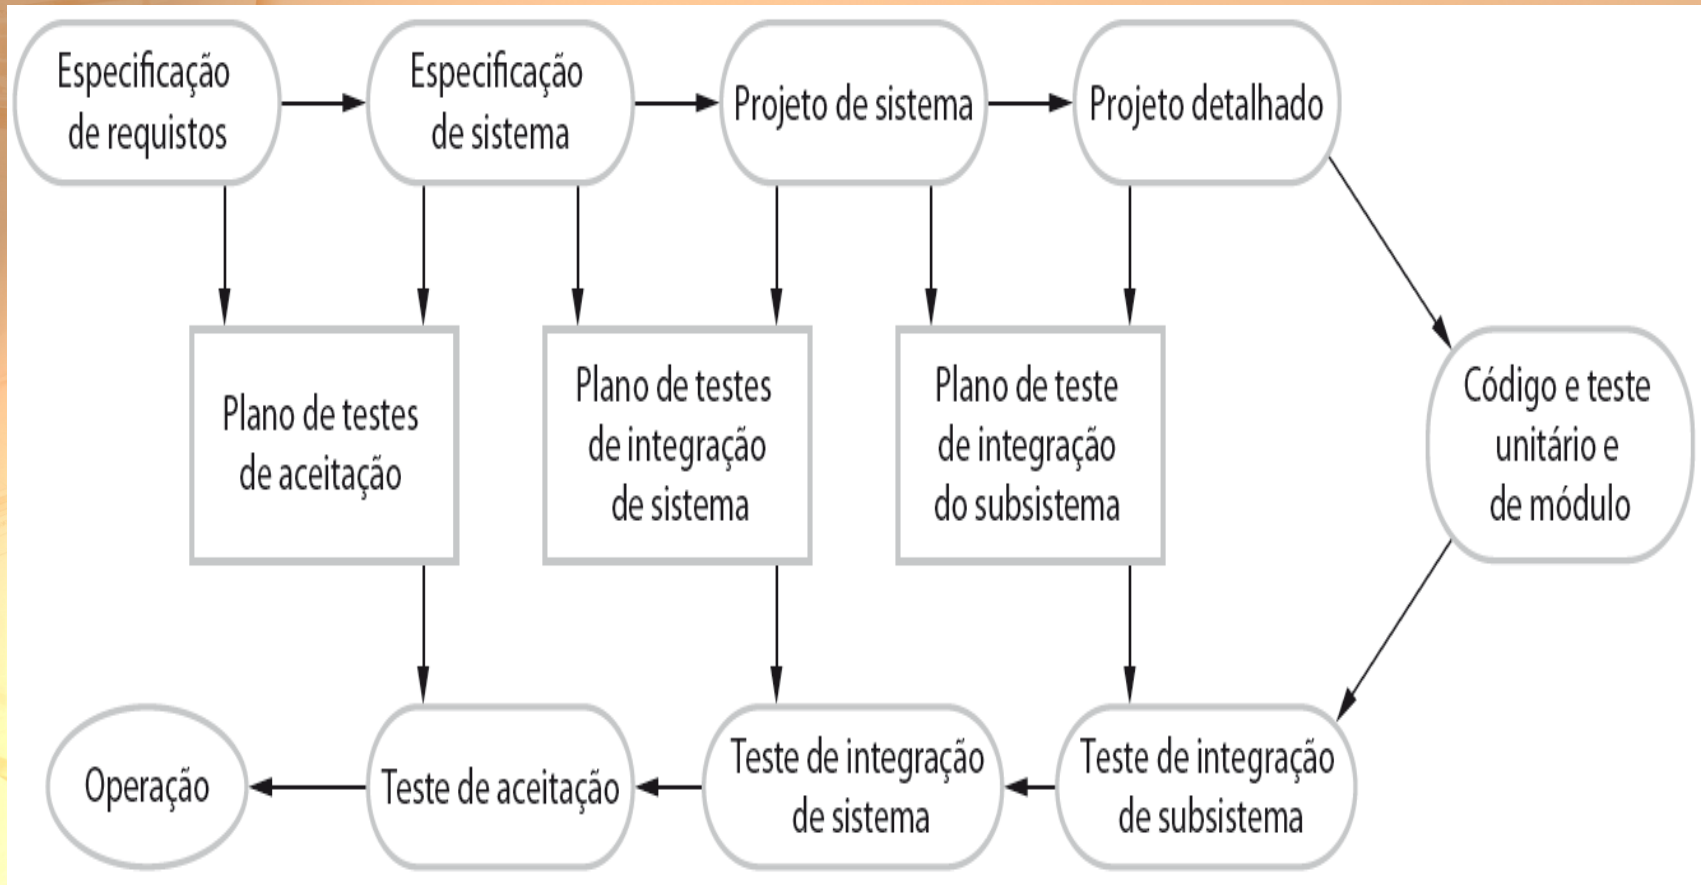 Especificação
de requistos
Especificação
de sistema
Projeto de sistema
Projeto detalhado
Plano de testes
de aceitação
Plano de testes
de integração
de sistema
Plano de teste
de integração
do subsistema
Código e teste
unitário e
de módulo
Operação
Teste de aceitação
Teste de integração
de sistema
Teste de integração
de subsistema